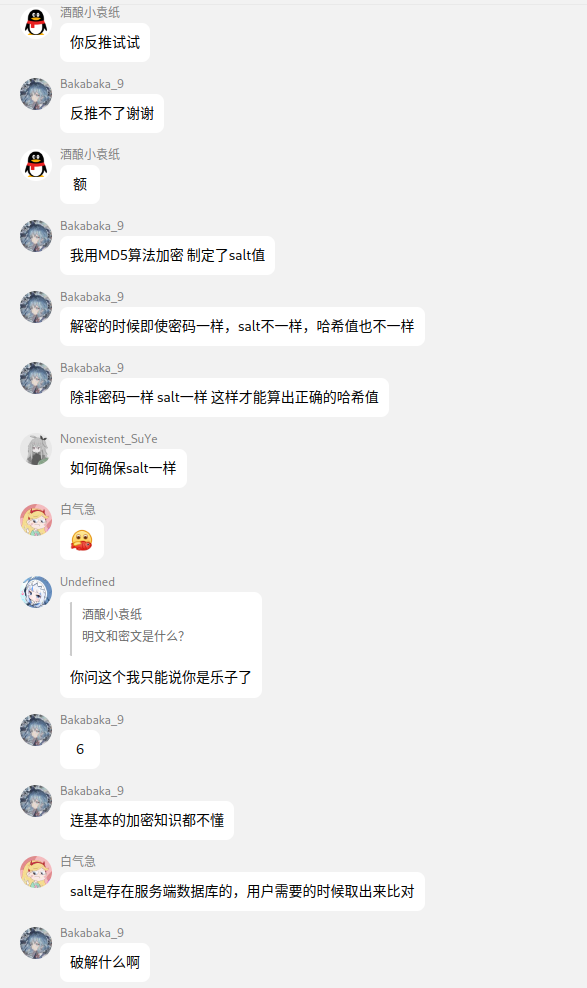 酒酿小袁纸
你反推试试
Bakabaka_9
反推不了谢谢
酒酿小袁纸
额
Bakabaka_9
我用MD5算法加密 制定了salt值
Bakabaka_9
解密的时候即使密码一样，salt不一样，哈希值也不一样
Bakabaka_9
除非密码一样 salt一样 这样才能算出正确的哈希值
Nonexistent_SuYe
如何确保salt一样
白气急
Undefined
酒酿小袁纸
明文和密文是什么？
你问这个我只能说你是乐子了
Bakabaka_9
6
Bakabaka_9
连基本的加密知识都不懂
白气急
salt是存在服务端数据库的，用户需要的时候取出来比对
Bakabaka_9
破解什么啊